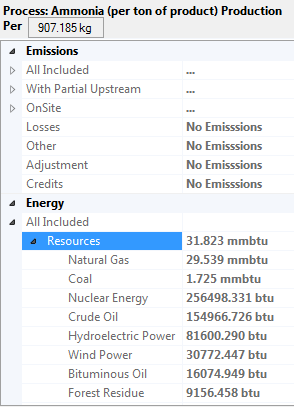 Process: Ammonia (per ton of product) Production
Per 907.185 kg
Emissions
All Included ...
With Partial Upstream ...
OnSite ...
Losses No Emisssions
Other No Emisssions
Adjustment No Emisssions
Credits No Emisssions
Energy
All Included
Resources 31.823 mmbtu
Natural Gas 29.539 mmbtu
Coal 1.725 mmbtu
Nuclear Energy 256498.331 btu
Crude Oil 154966.726 btu
Hydroelectric Power 81600.290 btu
Wind Power 30772.447 btu
Bituminous Oil 16074.949 btu
Forest Residue 9156.458 btu